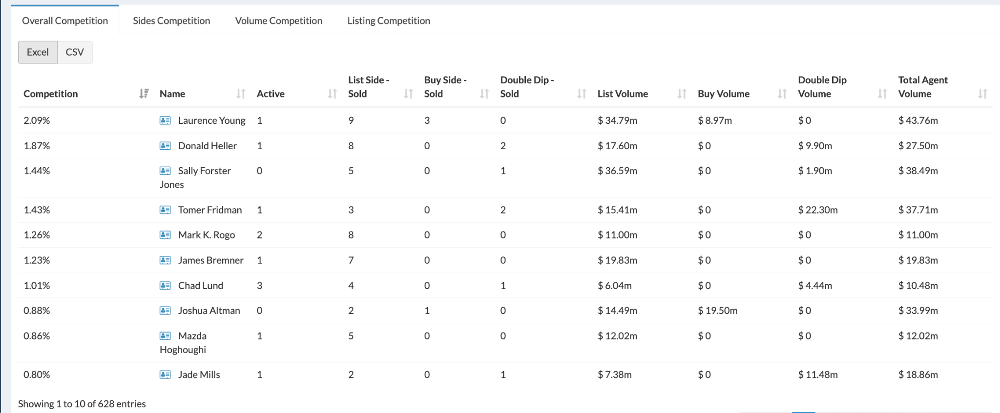 Overall Competition Sides Competition Volume Competition Listing Competition
Excel CSV
Competition Name Active List Side - Sold Buy Side - Sold Double Dip - Sold List Volume Buy Volume Double Dip Volume Total Agent Volume
2.09% Laurence Young 1 9 3 0 $ 34.79m $ 8.97m $ 0 $ 43.76m
1.87% Donald Heller 1 8 0 2 $ 17.60m $ 0 $ 9.90m $ 27.50m
1.44% Sally Forster Jones 0 5 0 1 $ 36.59m $ 0 $ 1.90m $ 38.49m
1.43% Tomer Fridman 1 3 0 2 $ 15.41m $ 0 $ 22.30m $ 37.71m
1.26% Mark K. Rogo 2 8 0 0 $ 11.00m $ 0 $ 0 $ 11.00m
1.23% James Bremner 1 7 0 0 $ 19.83m $ 0 $ 0 $ 19.83m
1.01% Chad Lund 3 4 0 1 $ 6.04m $ 0 $ 4.44m $ 10.48m
0.88% Joshua Altman 0 2 1 0 $ 14.49m $ 19.50m $ 0 $ 33.99m
0.86% Mazda Hoghoughi 1 5 0 0 $ 12.02m $ 0 $ 0 $ 12.02m
0.80% Jade Mills 1 2 0 1 $ 7.38m $ 0 $ 11.48m $ 18.86m
Showing 1 to 10 of 628 entries